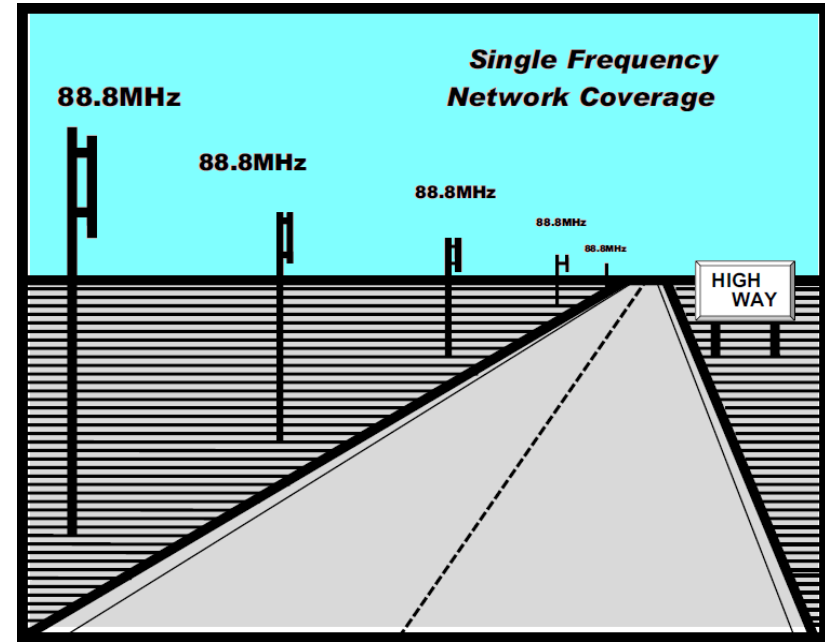 Single Frequency
Network Coverage
88.8MHz
88.8MHz
88.8MHz
88.8MHz
88.8MHz
HIGH
WAY